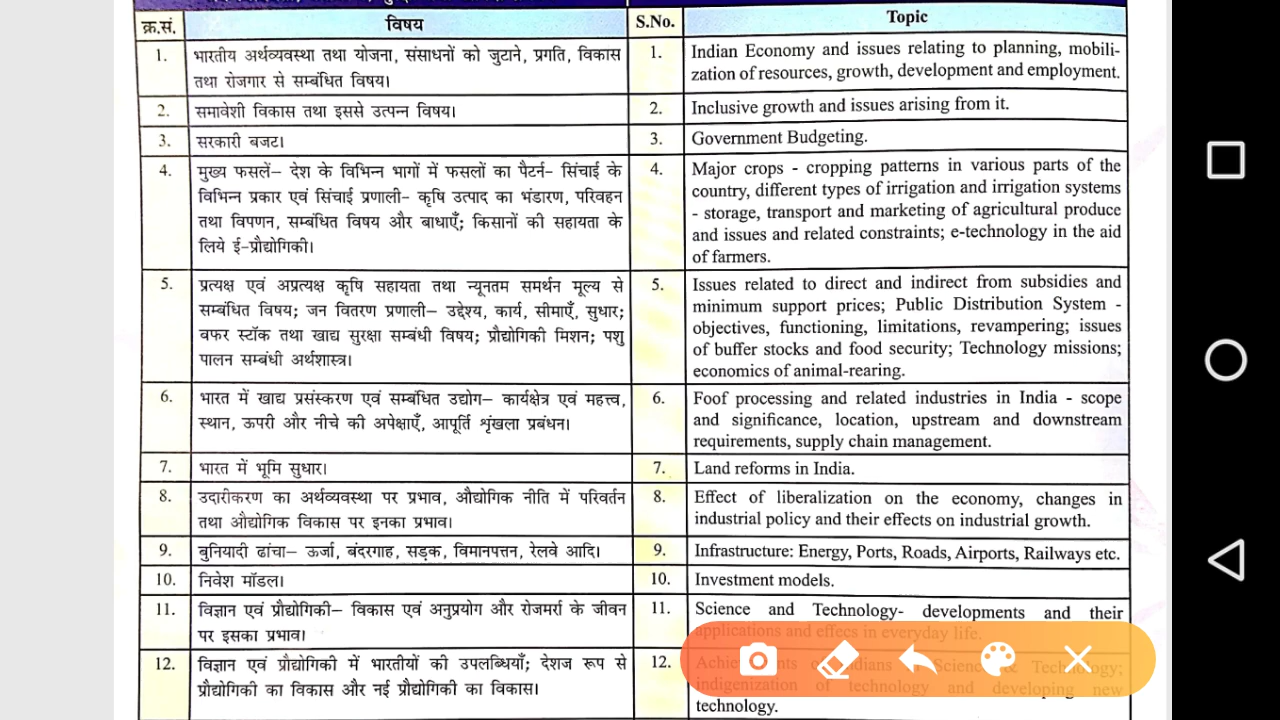 क्र.सं.
विषय
S.No.
Topic
1.
भारतीय अर्थव्यवस्था तथा योजना, संसाधनों को जुटाने, प्रगति, विकास
तथा रोजगार से सम्बंधित विषय।
1.
Indian Economy and issues relating to planning, mobili-
zation of resources, growth, development and employment.
2.
समावेशी विकास तथा इससे उत्पन्न विषय।
2.
Inclusive growth and issues arising from it.
3.
सरकारी बजट।
3.
Government Budgeting.
4.
मुख्य फसलें– देश के विभिन्न भागों में फसलों का पैटर्न– सिंचाई के
विभिन्न प्रकार एवं सिंचाई प्रणाली– कृषि उत्पाद का भंडारण, परिवहन
तथा विपणन, सम्बंधित विषय और बाधाएँ; किसानों की सहायता के
लिये ई-प्रौद्योगिकी।
4.
Major crops - cropping patterns in various parts of the
country, different types of irrigation and irrigation systems
- storage, transport and marketing of agricultural produce
and issues and related constraints; e-technology in the aid
of farmers.
5.
प्रत्यक्ष एवं अप्रत्यक्ष कृषि सहायता तथा न्यूनतम समर्थन मूल्य से
सम्बंधित विषय; जन वितरण प्रणाली– उद्देश्य, कार्य, सीमाएँ, सुधार;
वफर स्टॉक तथा खाद्य सुरक्षा सम्बंधी विषय; प्रौद्योगिकी मिशन; पशु
पालन सम्बंधी अर्थशास्त्र।
5.
Issues related to direct and indirect from subsidies and
minimum support prices; Public Distribution System -
objectives, functioning, limitations, revampering; issues
of buffer stocks and food security; Technology missions;
economics of animal-rearing.
6.
भारत में खाद्य प्रसंस्करण एवं सम्बंधित उद्योग– कार्यक्षेत्र एवं महत्त्व,
स्थान, ऊपरी और नीचे की अपेक्षाएँ, आपूर्ति शृंखला प्रबंधन।
6.
Foof processing and related industries in India - scope
and significance, location, upstream and downstream
requirements, supply chain management.
7.
भारत में भूमि सुधार।
7.
Land reforms in India.
8.
उदारीकरण का अर्थव्यवस्था पर प्रभाव, औद्योगिक नीति में परिवर्तन
तथा औद्योगिक विकास पर इनका प्रभाव।
8.
Effect of liberalization on the economy, changes in
industrial policy and their effects on industrial growth.
9.
बुनियादी ढांचा– ऊर्जा, बंदरगाह, सड़क, विमानपत्तन, रेलवे आदि।
9.
Infrastructure: Energy, Ports, Roads, Airports, Railways etc.
10.
निवेश मॉडल।
10.
Investment models.
11.
विज्ञान एवं प्रौद्योगिकी– विकास एवं अनुप्रयोग और रोजमर्रा के जीवन
पर इसका प्रभाव।
11.
Science and Technology- developments and their
applications and effecs in everyday life.
12.
विज्ञान एवं प्रौद्योगिकी में भारतीयों की उपलब्धियाँ; देशज रूप से
प्रौद्योगिकी का विकास और नई प्रौद्योगिकी का विकास।
12.
indigenization of technology and developing new
technology.